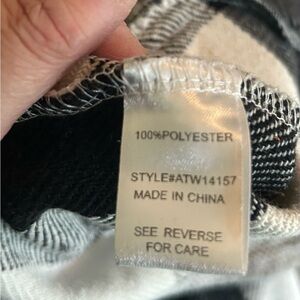 100%POLYESTER
STYLE#ATW14157
MADE IN CHINA
SEE REVERSE
FOR CARE